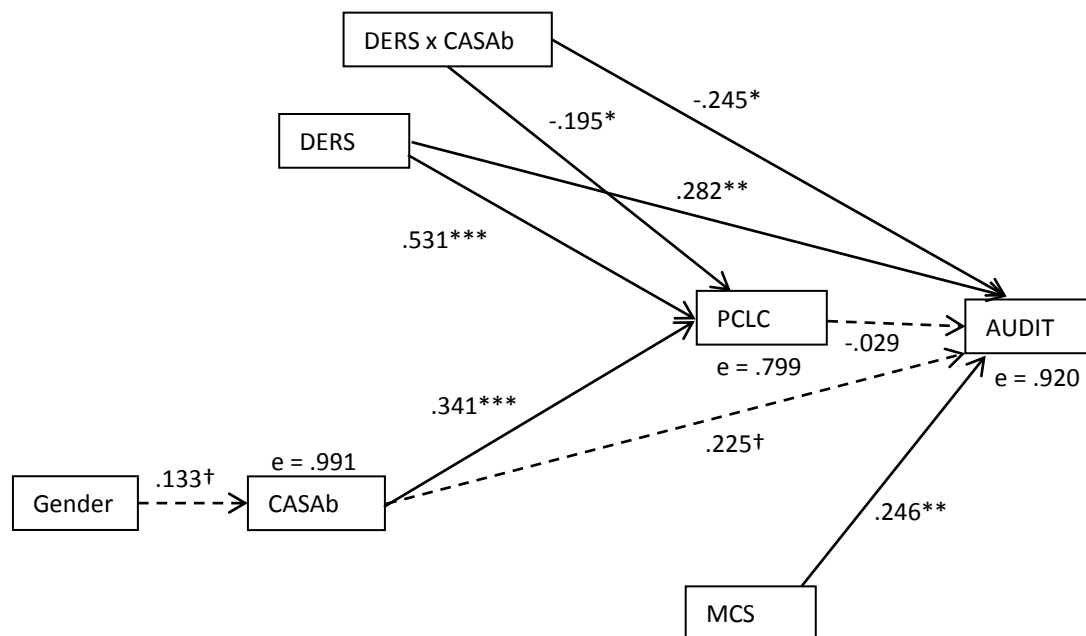 DERS x CASAb
-.245*
-.195*
DERS
.282**
.531***
PCLC
AUDIT
-.029
e = .799
e = .920
.341***
.225†
e = .991
.133†
Gender
CASAb
.246**
MCS